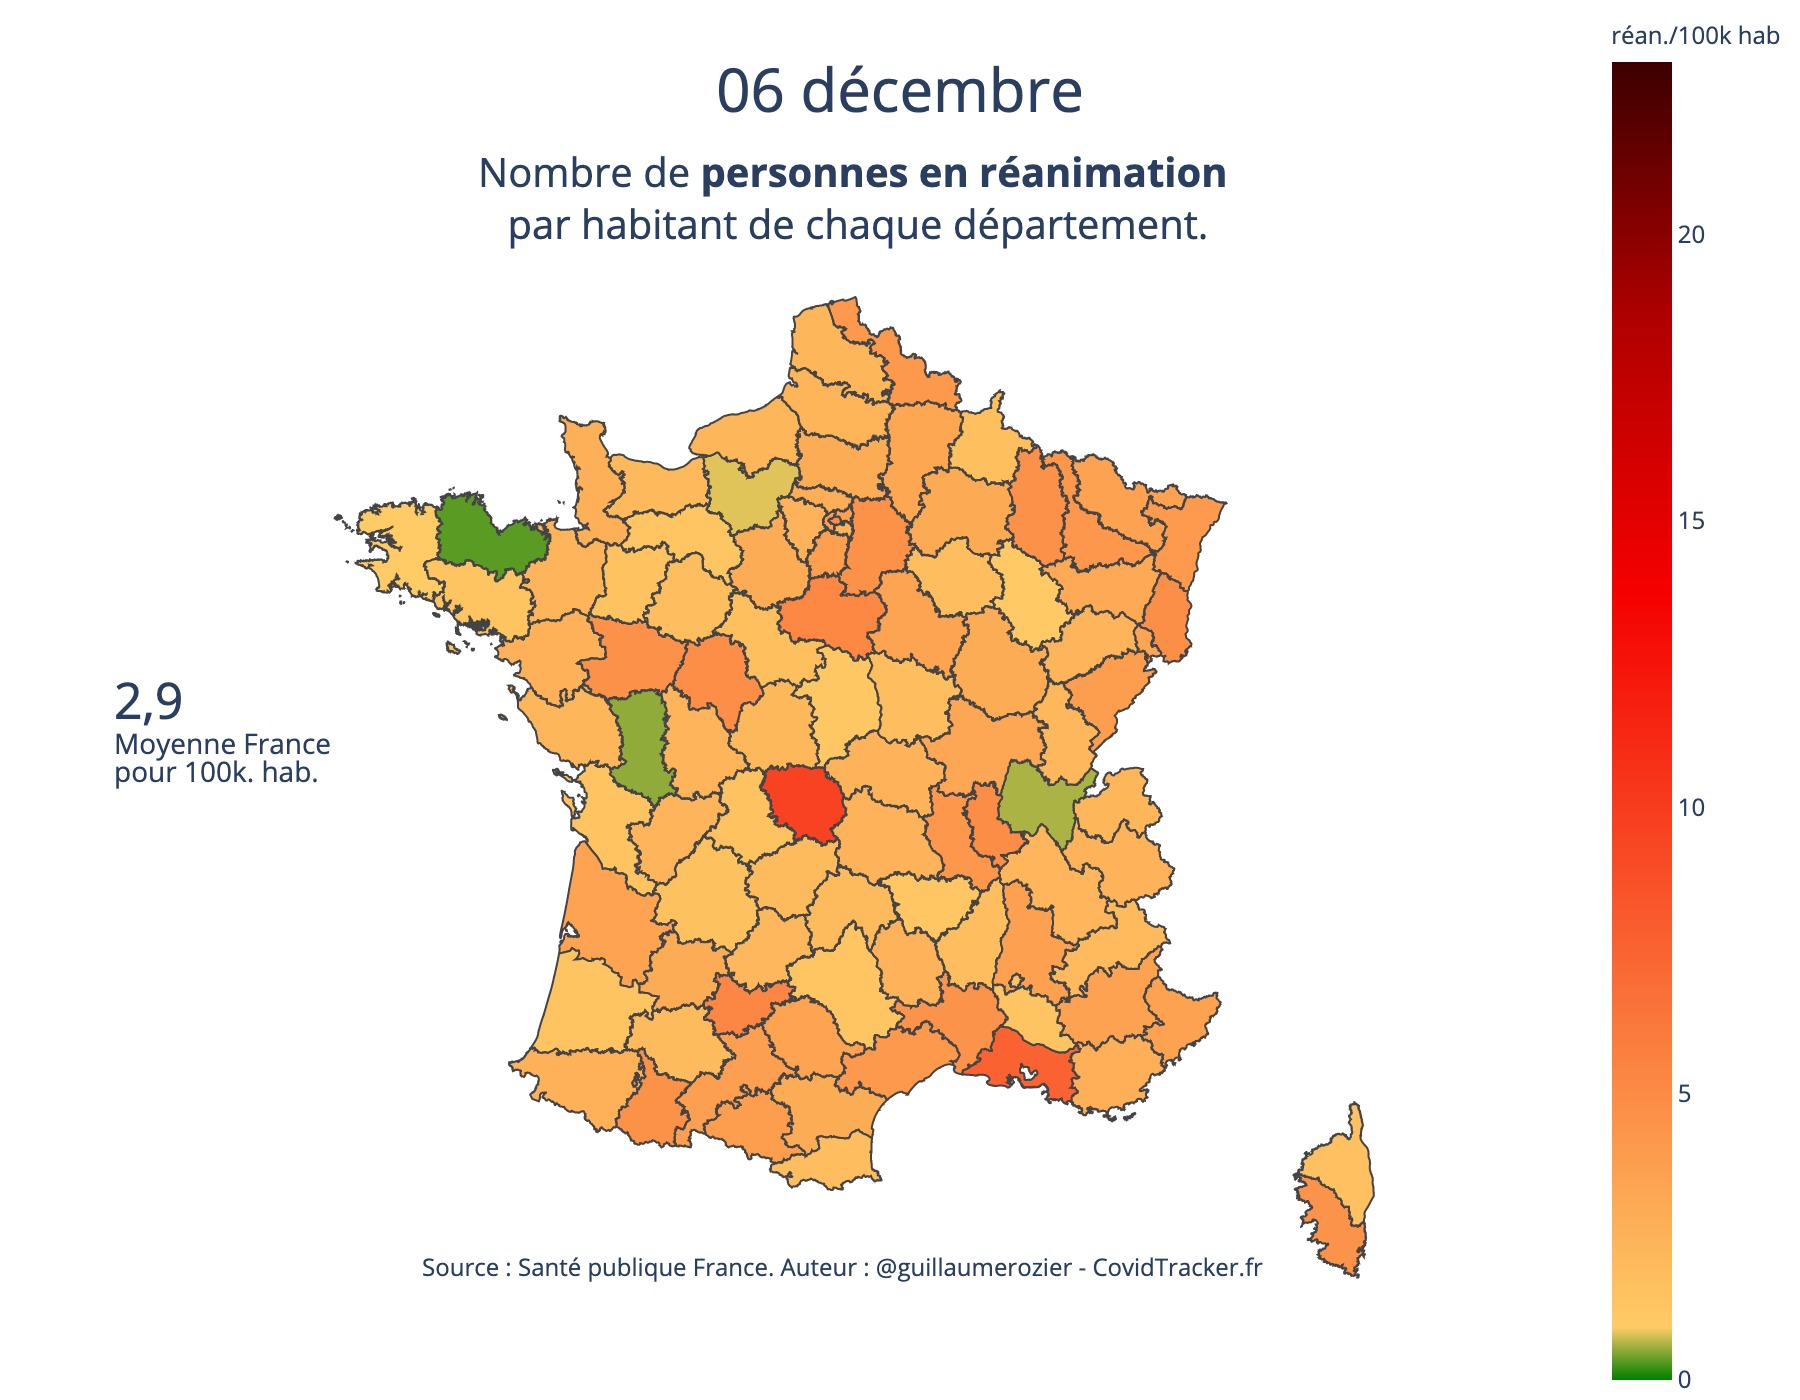 réan./100k hab
06 décembre
Nombre de personnes en réanimation
par habitant de chaque département.
20
15
2,9
Moyenne France
pour 100k. hab.
10
5
Source : Santé publique France. Auteur : @guillaumerozier - CovidTracker.fr
0